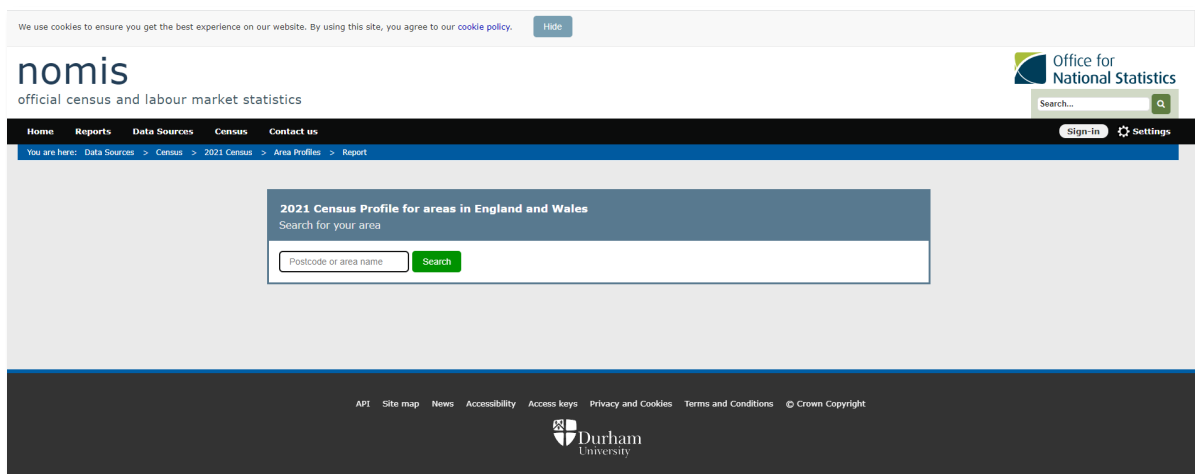 We use cookies to ensure you get the best experience on our website. By using this site, you agree to our cookie policy. Hide
nomis
official census and labour market statistics
Office for
National Statistics
Search...
Home Reports Data Sources Census Contact us Sign-in Settings
You are here: Data Sources > Census > 2021 Census > Area Profiles > Report
2021 Census Profile for areas in England and Wales
Search for your area
Postcode or area name Search
API Site map News Accessibility Access keys Privacy and Cookies Terms and Conditions © Crown Copyright
Durham
University